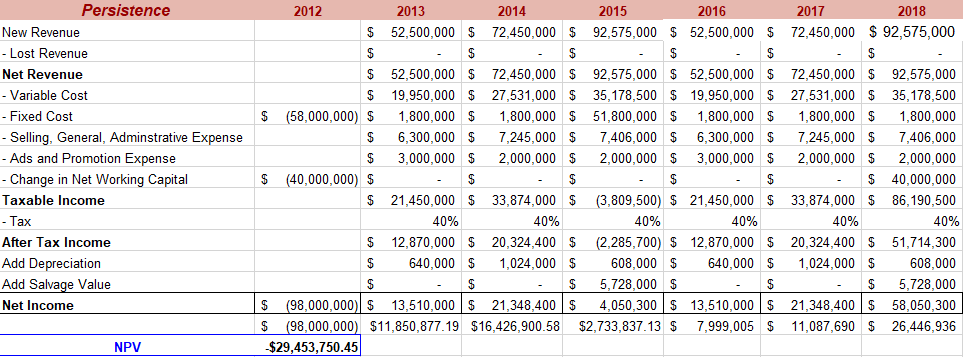 Persistence 2012 2013 2014 2015 2016 2017 2018
New Revenue $ 52,500,000 $ 72,450,000 $ 92,575,000 $ 52,500,000 $ 72,450,000 $ 92,575,000
- Lost Revenue $ - $ - $ - $ - $ - $ -
Net Revenue $ 52,500,000 $ 72,450,000 $ 92,575,000 $ 52,500,000 $ 72,450,000 $ 92,575,000
- Variable Cost $ 19,950,000 $ 27,531,000 $ 35,178,500 $ 19,950,000 $ 27,531,000 $ 35,178,500
- Fixed Cost $ (58,000,000) $ 1,800,000 $ 1,800,000 $ 51,800,000 $ 1,800,000 $ 1,800,000 $ 1,800,000
- Selling, General, Adminstrative Expense $ 6,300,000 $ 7,245,000 $ 7,406,000 $ 6,300,000 $ 7,245,000 $ 7,406,000
- Ads and Promotion Expense $ 3,000,000 $ 2,000,000 $ 2,000,000 $ 3,000,000 $ 2,000,000 $ 2,000,000
- Change in Net Working Capital $ (40,000,000) $ - $ - $ - $ - $ - $ 40,000,000
Taxable Income $ 21,450,000 $ 33,874,000 $ (3,809,500) $ 21,450,000 $ 33,874,000 $ 86,190,500
- Tax 40% 40% 40% 40% 40% 40%
After Tax Income $ 12,870,000 $ 20,324,400 $ (2,285,700) $ 12,870,000 $ 20,324,400 $ 51,714,300
Add Depreciation $ 640,000 $ 1,024,000 $ 608,000 $ 640,000 $ 1,024,000 $ 608,000
Add Salvage Value $ - $ - $ 5,728,000 $ - $ - $ 5,728,000
Net Income $ (98,000,000) $ 13,510,000 $ 21,348,400 $ 4,050,300 $ 13,510,000 $ 21,348,400 $ 58,050,300
$ (98,000,000) $11,850,877.19 $16,426,900.58 $2,733,837.13 $ 7,999,005 $ 11,087,690 $ 26,446,936
NPV -$29,453,750.45